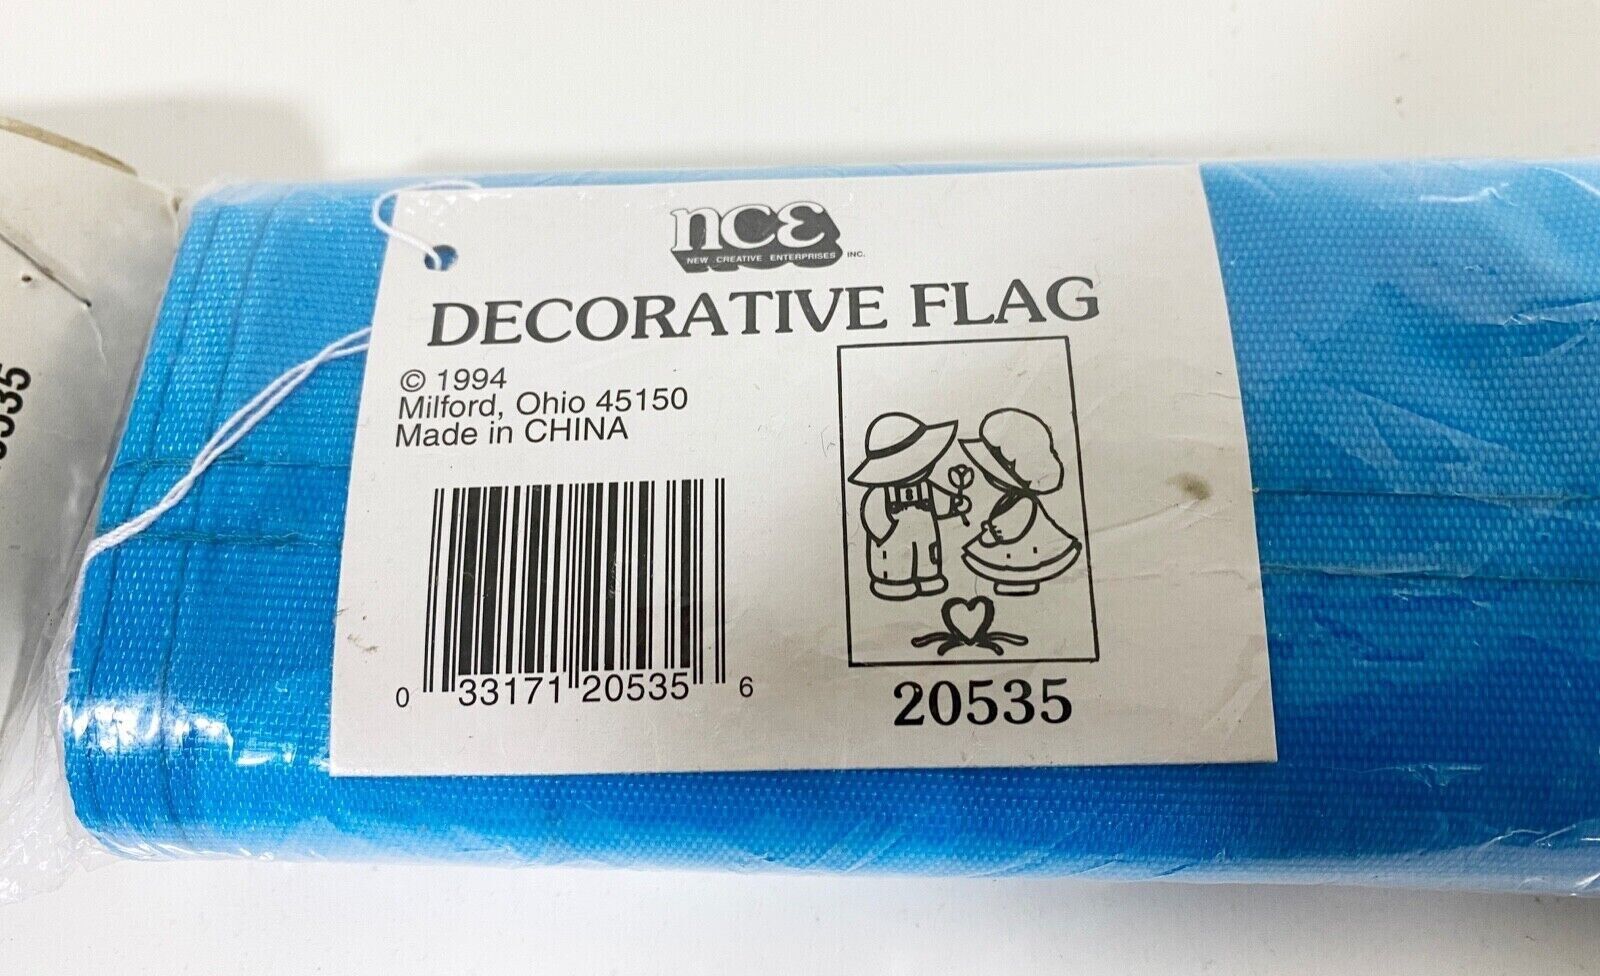 nce
NEW CREATIVE ENTERPRISES INC.
DECORATIVE FLAG
© 1994
Milford, Ohio 45150
Made in CHINA
0 33171 20535 6
20535